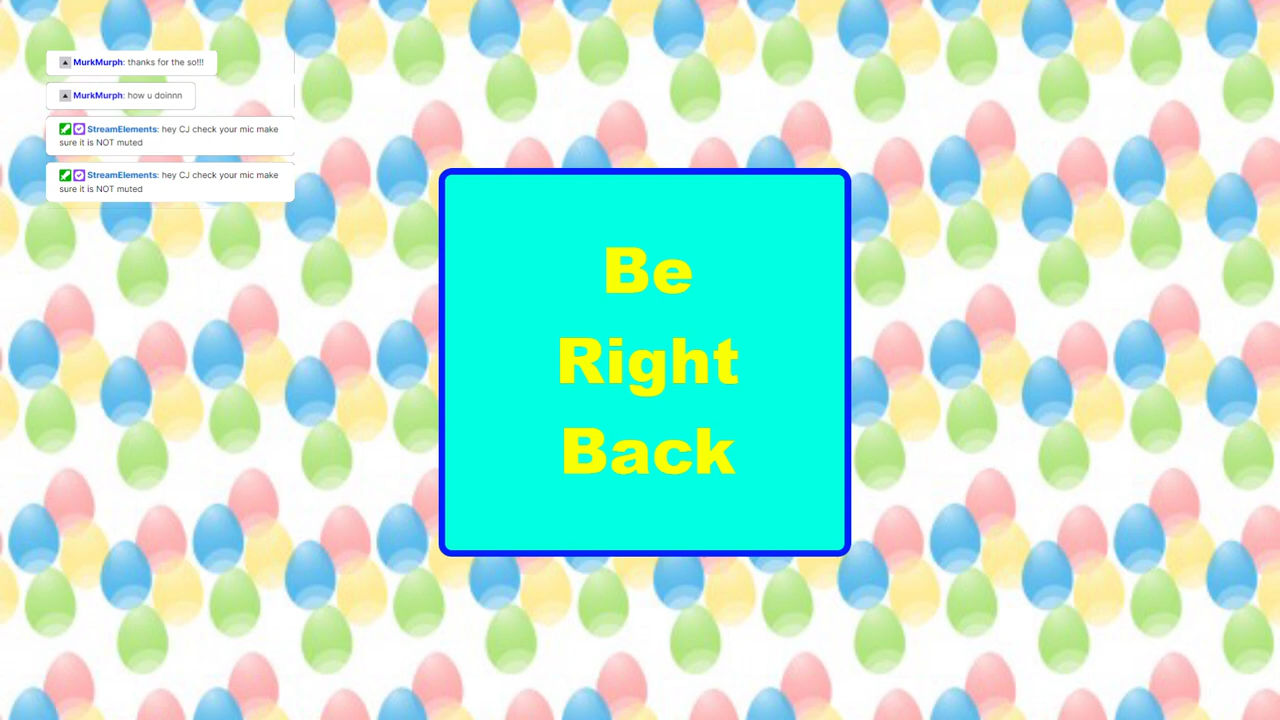 MurkMurph: thanks for the so!!!
MurkMurph: how u doinnn
StreamElements: hey CJ check your mic make
sure it is NOT muted
StreamElements: hey CJ check your mic make
sure it is NOT muted
Be
Right
Back